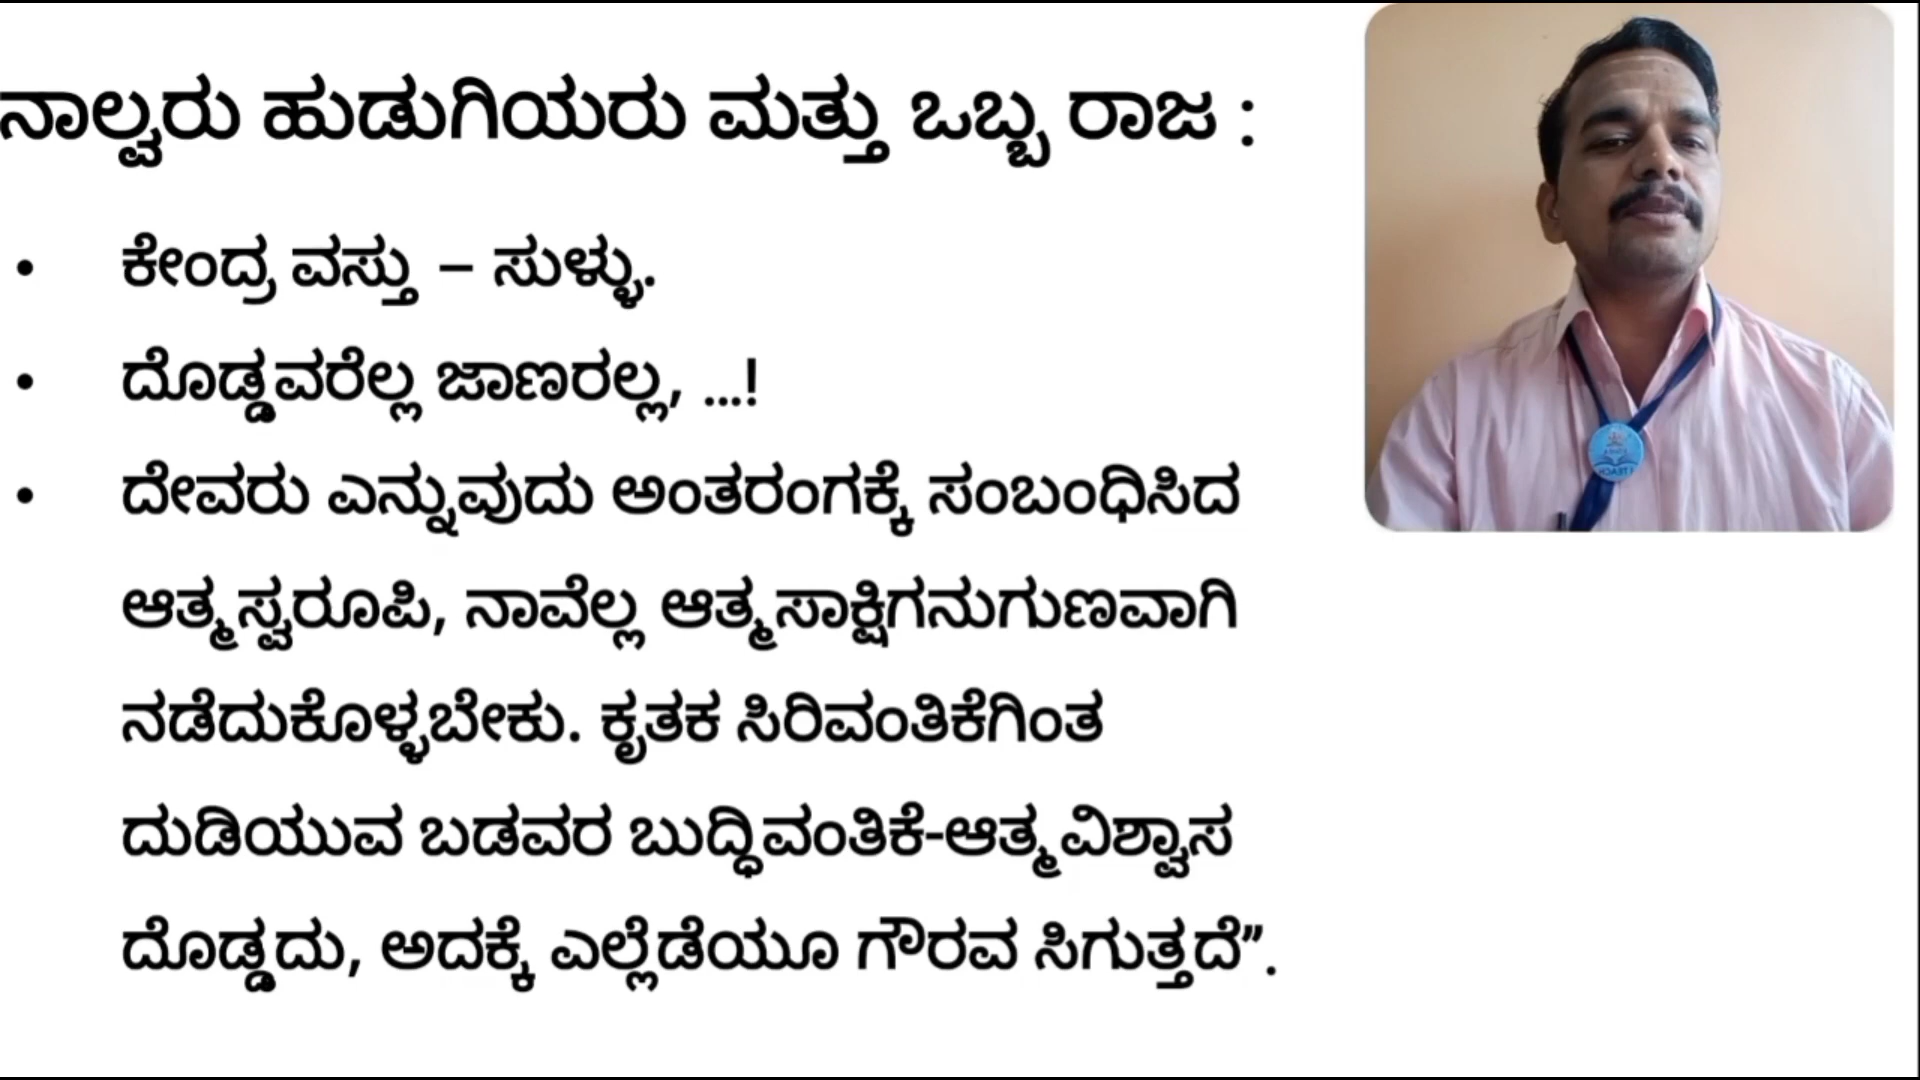 ನಾಲ್ವರು ಹುಡುಗಿಯರು ಮತ್ತು ಒಬ್ಬ ರಾಜ :
• ಕೇಂದ್ರ ವಸ್ತು – ಸುಳ್ಳು.
• ದೊಡ್ಡವರೆಲ್ಲ ಜಾಣರಲ್ಲ, ...!
• ದೇವರು ಎನ್ನುವುದು ಅಂತರಂಗಕ್ಕೆ ಸಂಬಂಧಿಸಿದ
ಆತ್ಮಸ್ವರೂಪಿ, ನಾವೆಲ್ಲ ಆತ್ಮಸಾಕ್ಷಿಗನುಗುಣವಾಗಿ
ನಡೆದುಕೊಳ್ಳಬೇಕು. ಕೃತಕ ಸಿರಿವಂತಿಕೆಗಿಂತ
ದುಡಿಯುವ ಬಡವರ ಬುದ್ಧಿವಂತಿಕೆ-ಆತ್ಮವಿಶ್ವಾಸ
ದೊಡ್ಡದು, ಅದಕ್ಕೆ ಎಲ್ಲೆಡೆಯೂ ಗೌರವ ಸಿಗುತ್ತದೆ”.